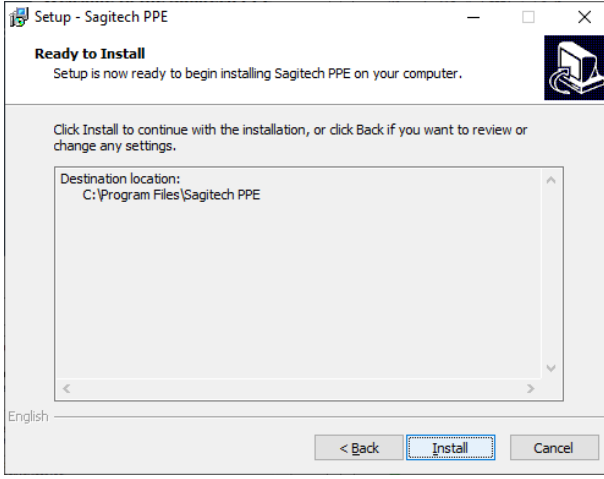 Setup - Sagitech PPE
Ready to Install
Setup is now ready to begin installing Sagitech PPE on your computer.
Click Install to continue with the installation, or click Back if you want to review or
change any settings.
Destination location:
C:\Program Files\Sagitech PPE
English
< Back
Install
Cancel